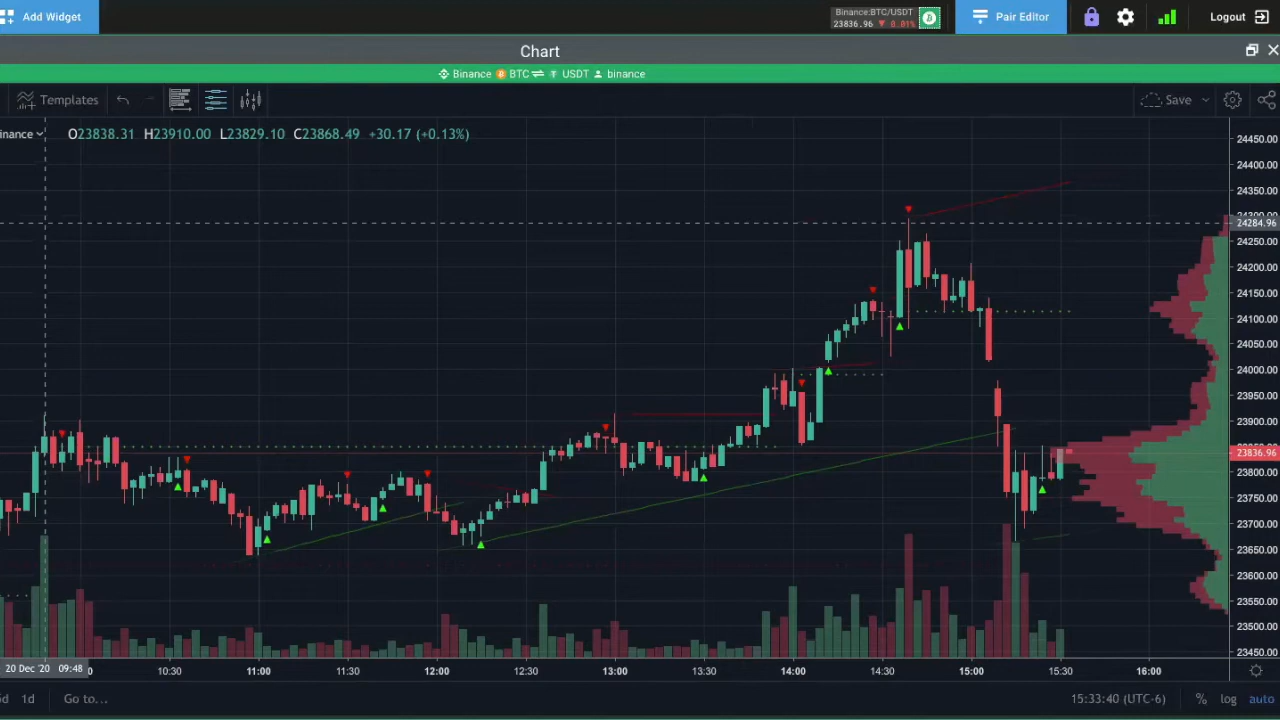 Add Widget
Binance:BTC/USDT
23836.96 ▼ 0.01%
Pair Editor
Logout
Chart
Binance BTC ⇌ USDT binance
Templates
Save
inance
O23838.31 H23910.00 L23829.10 C23868.49 +30.17 (+0.13%)
24450.00
24400.00
24350.00
24284.96
24250.00
24200.00
24150.00
24100.00
24050.00
24000.00
23950.00
23900.00
23836.96
23800.00
23750.00
23700.00
23650.00
23600.00
23550.00
23500.00
23450.00
20 Dec '20 09:48
10:30
11:00
11:30
12:00
12:30
13:00
13:30
14:00
14:30
15:00
15:30
16:00
1d
Go to...
15:33:40 (UTC-6)
%
log
auto